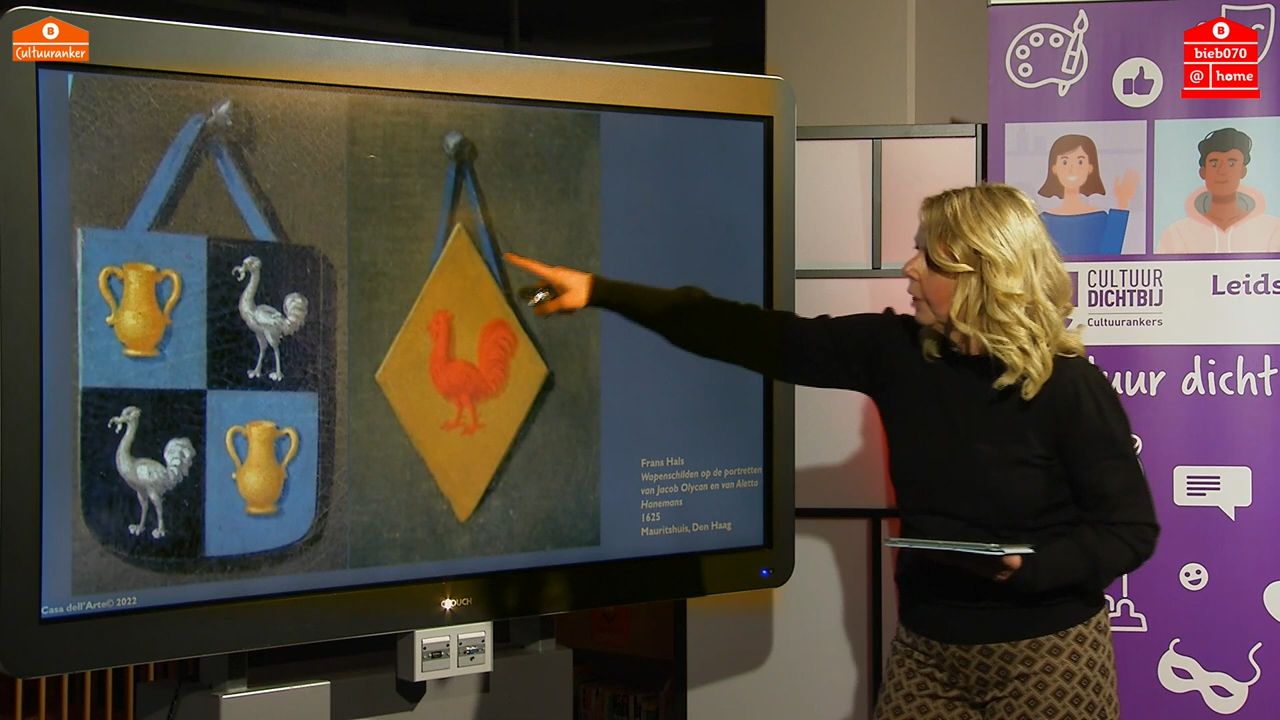 B
Cultuuranker
B
bieb070
@ home
CULTUUR
DICHTBIJ
Cultuurankers
Leids
uur dicht
Frans Hals
Wapenschilden op de portretten
van Jacob Olycan en van Aletta
Hanemans
1625
Mauritshuis, Den Haag
Casa dell'Arte© 2022